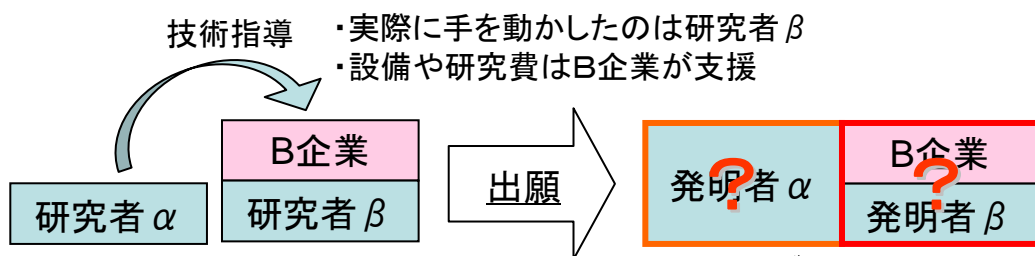 技術指導
・実際に手を動かしたのは研究者β
・設備や研究費はB企業が支援
研究者α
B企業
研究者β
出願
発明者α
?
B企業
発明者β
?